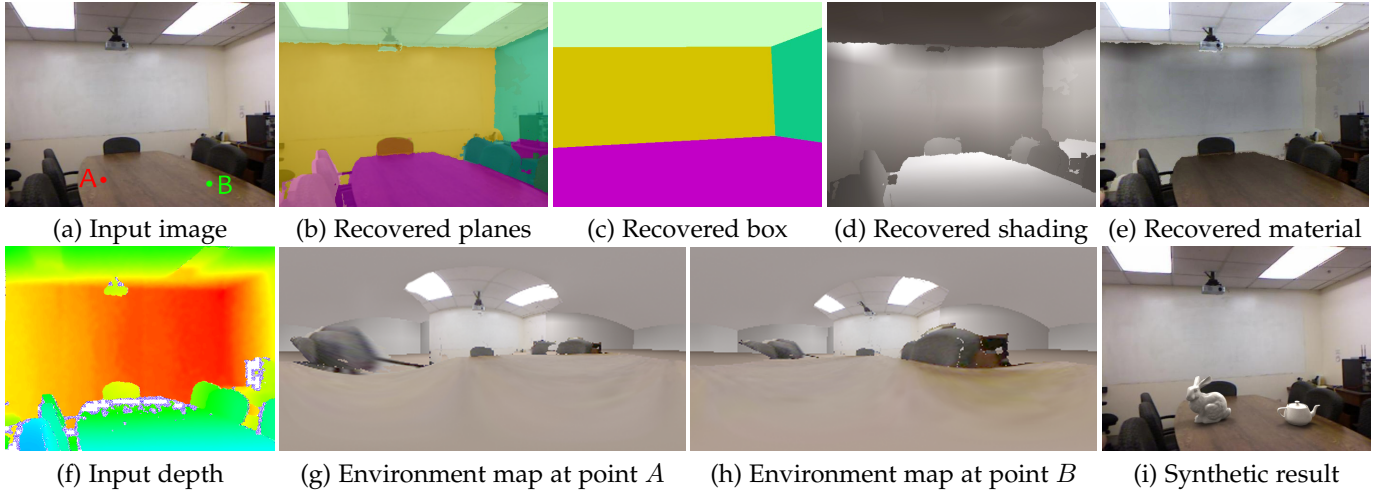 A B
(a) Input image
(b) Recovered planes
(c) Recovered box
(d) Recovered shading
(e) Recovered material
(f) Input depth
(g) Environment map at point A
(h) Environment map at point B
(i) Synthetic result